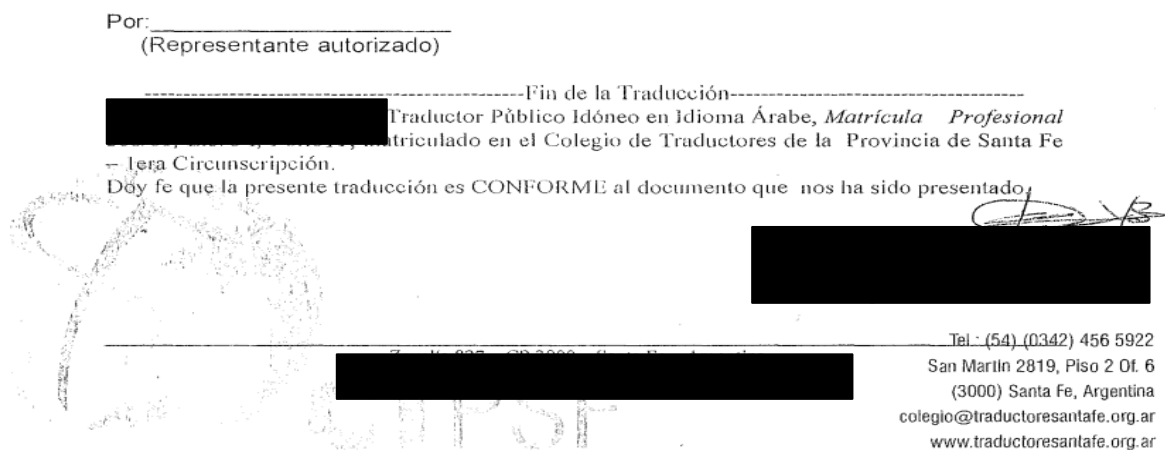 Por:
(Representante autorizado)
Fin de la Traducción
Traductor Público Idóneo en Idioma Árabe, Matrícula Profesional
matriculado en el Colegio de Traductores de la Provincia de Santa Fe
– 1era Circunscripción.
Doy fe que la presente traducción es CONFORME al documento que nos ha sido presentado.
Tel.: (54) (0342) 456 5922
San Martín 2819, Piso 2 Of. 6
(3000) Santa Fe, Argentina
colegio@traductoresantafe.org.ar
www.traductoresantafe.org.ar